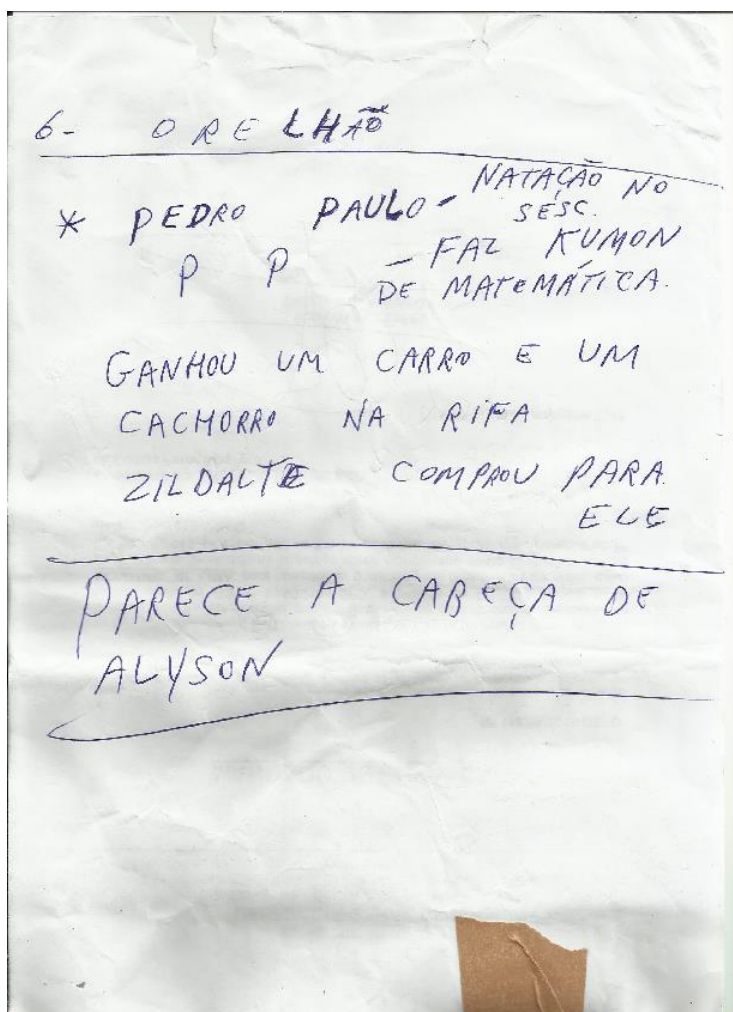 6- ORELHÃO
* PEDRO PAULO - NATAÇÃO NO
SESC.
P P - FAZ KUMON
DE MATEMÁTICA.
GANHOU UM CARRO E UM
CACHORRO NA RIFA
ZILDALTE COMPROU PARA
ELE
PARECE A CABEÇA DE
ALYSON